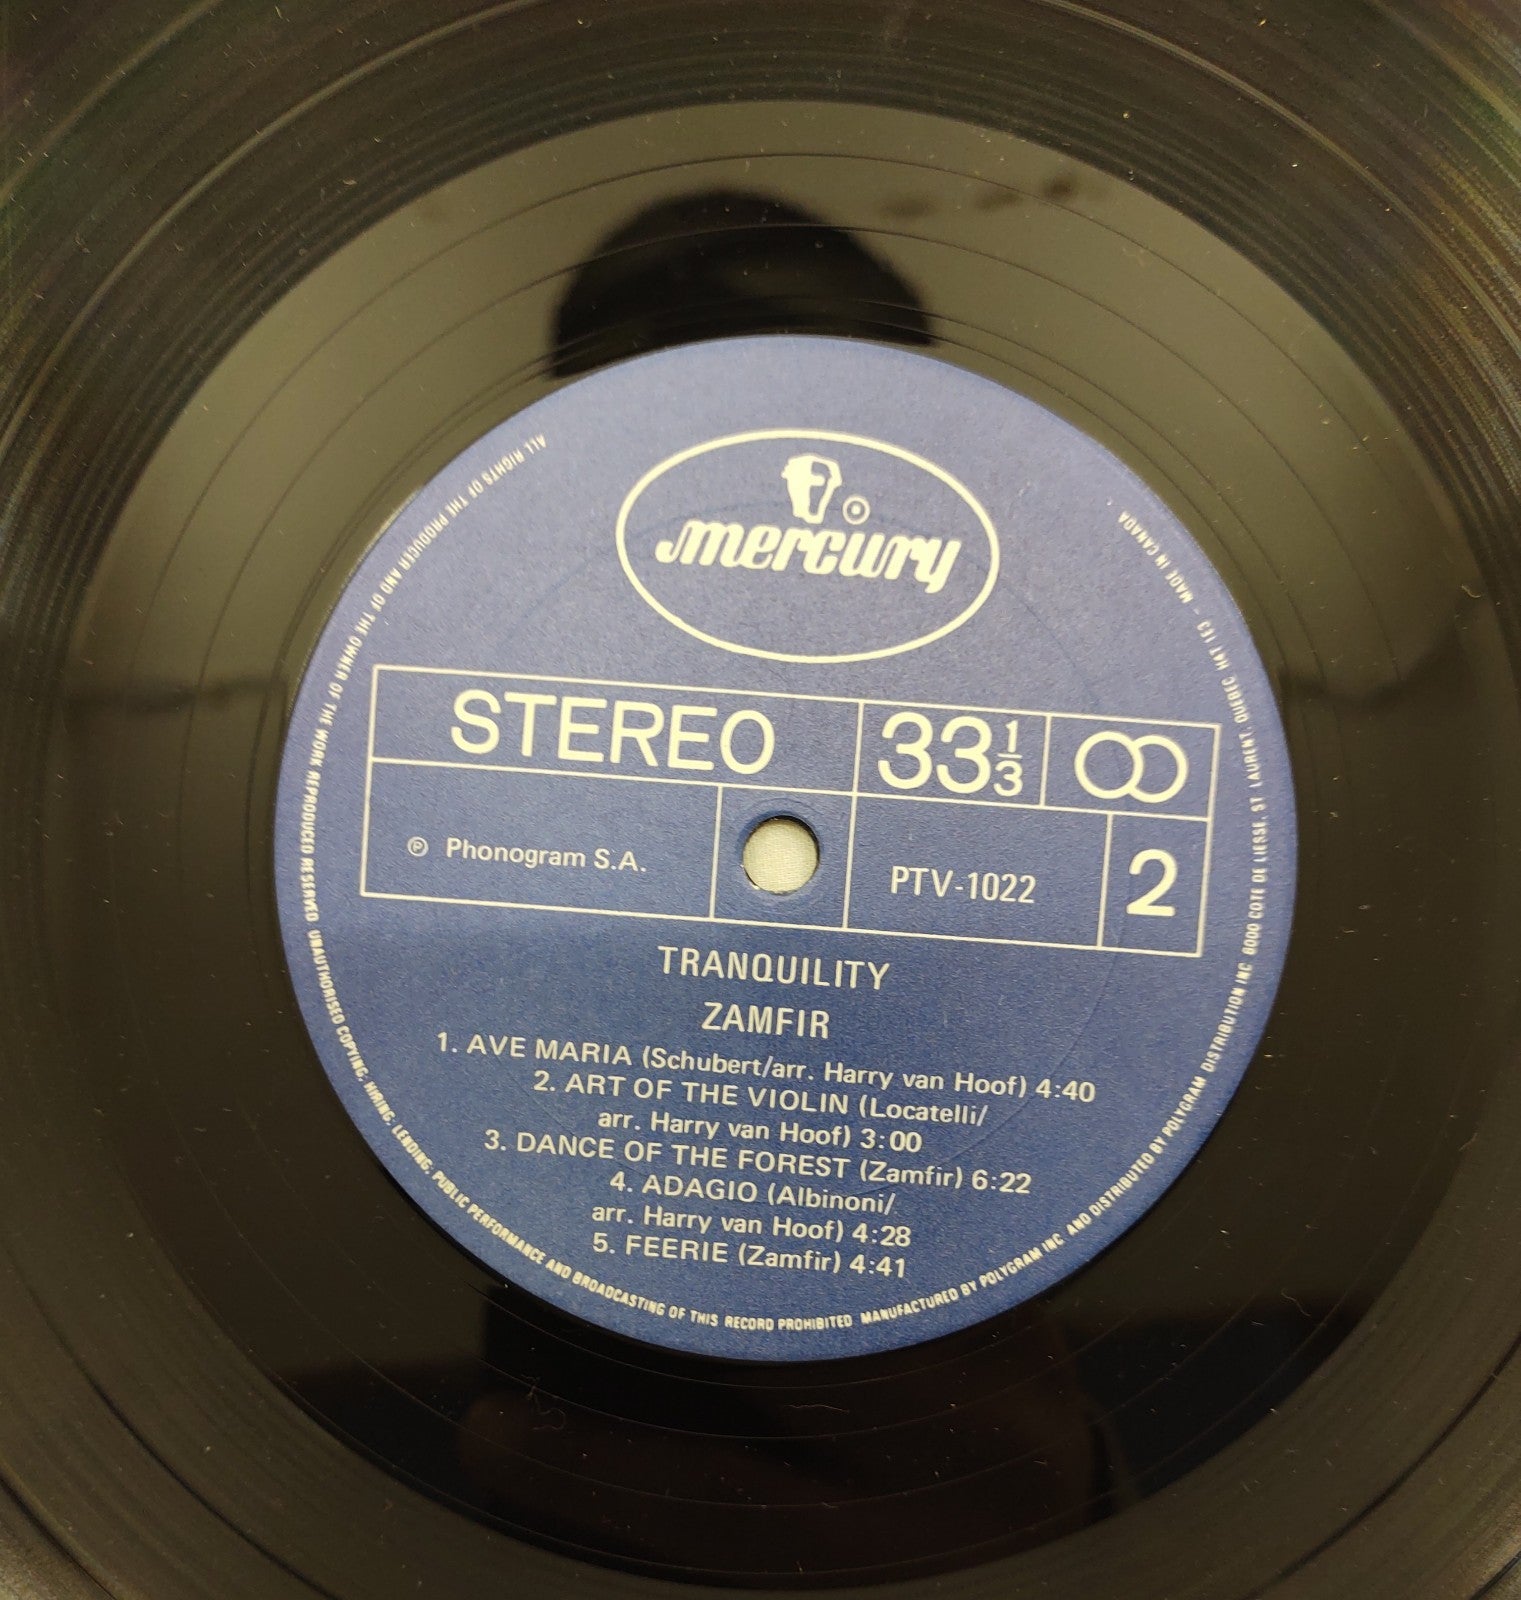 mercury
STEREO
33 1/3
℗ Phonogram S.A.
PTV-1022
2
TRANQUILITY
ZAMFIR
1. AVE MARIA (Schubert/arr. Harry van Hoof) 4:40
2. ART OF THE VIOLIN (Locatelli/
arr. Harry van Hoof) 3:00
3. DANCE OF THE FOREST (Zamfir) 6:22
4. ADAGIO (Albinoni/
arr. Harry van Hoof) 4:28
5. FEERIE (Zamfir) 4:41
ALL RIGHTS OF THE PRODUCER AND OF THE OWNER OF THE WORK REPRODUCED RESERVED UNAUTHORISED COPYING, HIRING, LENDING, PUBLIC PERFORMANCE AND BROADCASTING OF THIS RECORD PROHIBITED MANUFACTURED BY POLYGRAM INC AND DISTRIBUTED BY POLYGRAM DISTRIBUTION INC 6000 COTE DE LIESSE, ST LAURENT, QUEBEC H4T 1E3 - MADE IN CANADA